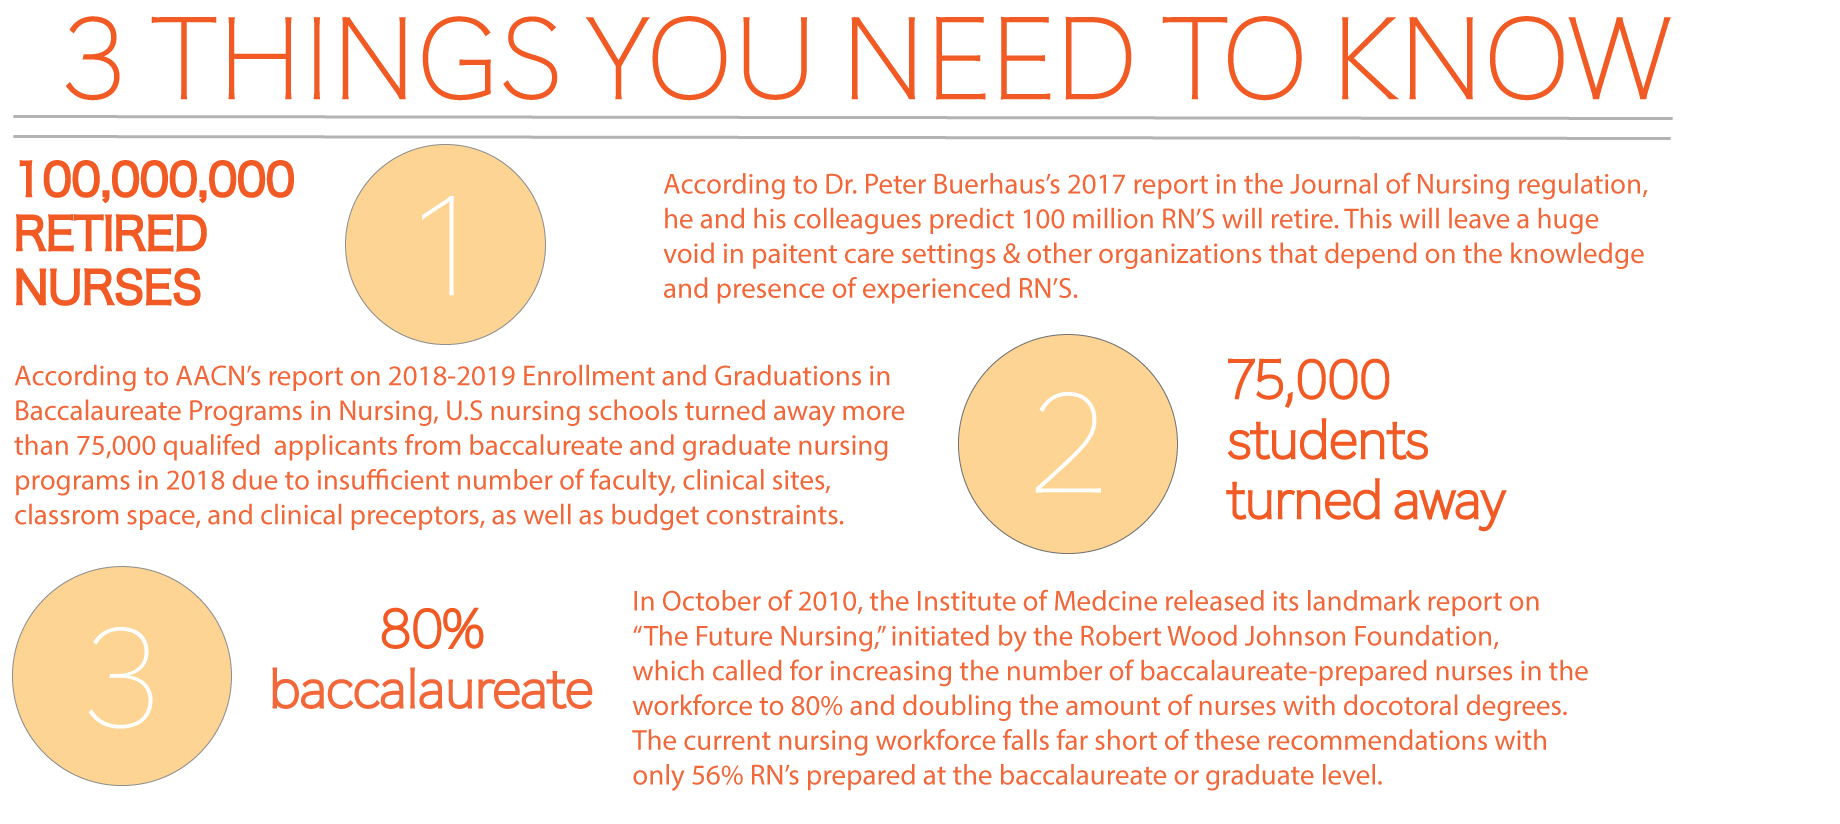 3 THINGS YOU NEED TO KNOW
100,000,000
RETIRED
NURSES
1
According to Dr. Peter Buerhaus’s 2017 report in the Journal of Nursing regulation,
he and his colleagues predict 100 million RN’S will retire. This will leave a huge
void in paitent care settings & other organizations that depend on the knowledge
and presence of experienced RN’S.
According to AACN’s report on 2018-2019 Enrollment and Graduations in
Baccalaureate Programs in Nursing, U.S nursing schools turned away more
than 75,000 qualifed  applicants from baccalureate and graduate nursing
programs in 2018 due to insufficient number of faculty, clinical sites,
classrom space, and clinical preceptors, as well as budget constraints.
2
75,000
students
turned away
3
80%
baccalaureate
In October of 2010, the Institute of Medcine released its landmark report on
“The Future Nursing,” initiated by the Robert Wood Johnson Foundation,
which called for increasing the number of baccalaureate-prepared nurses in the
workforce to 80% and doubling the amount of nurses with docotoral degrees.
The current nursing workforce falls far short of these recommendations with
only 56% RN’s prepared at the baccalaureate or graduate level.